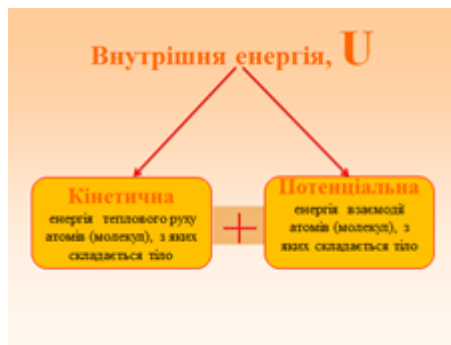 Внутрішня енергія, U
Кінетична
енергія теплового руху
атомів (молекул), з яких
складається тіло
+
Потенціальна
енергія взаємодії
атомів (молекул), з
яких складається тіло